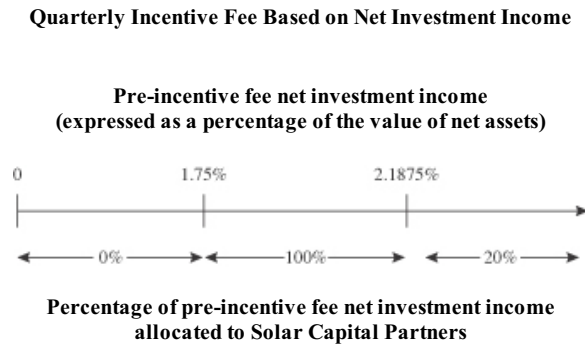 Quarterly Incentive Fee Based on Net Investment Income
Pre-incentive fee net investment income
(expressed as a percentage of the value of net assets)
0 1.75% 2.1875%
0% 100% 20%
Percentage of pre-incentive fee net investment income
allocated to Solar Capital Partners